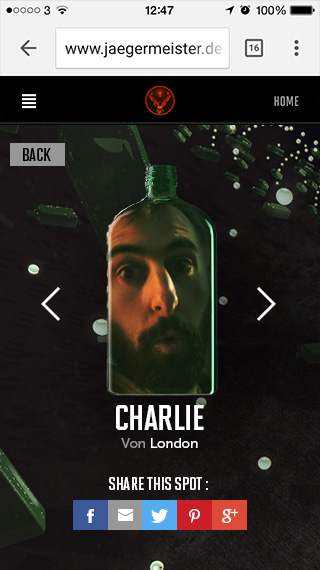 3 12:47 100%
www.jaegermeister.de
16
HOME
BACK
CHARLIE
Von London
SHARE THIS SPOT :
f P g+